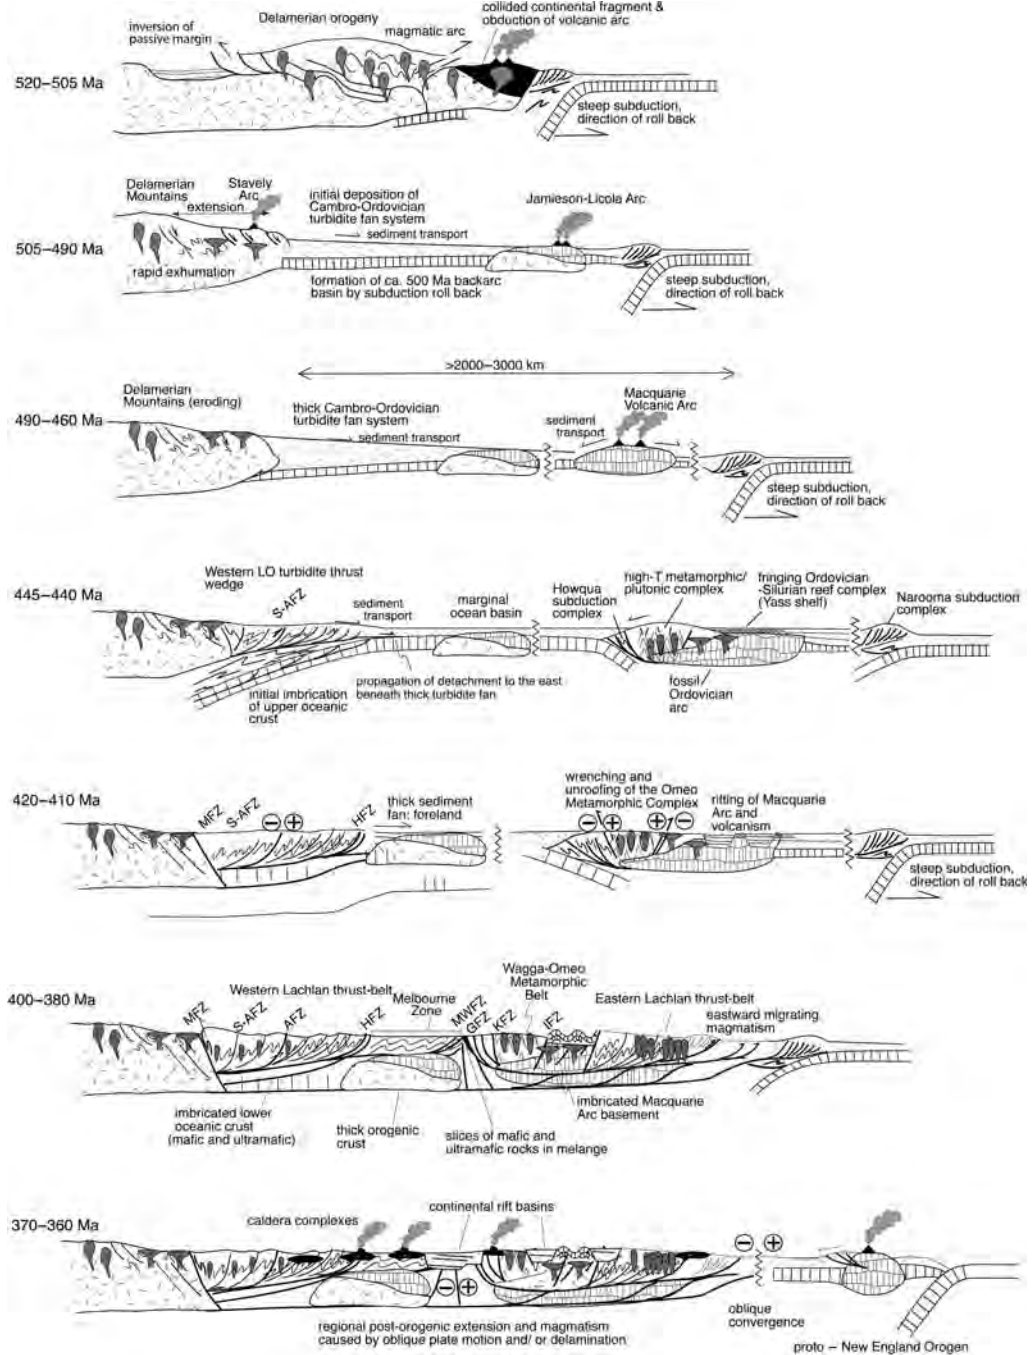 520–505 Ma
inversion of
passive margin
Delamerian orogeny
magmatic arc
collided continental fragment &
obduction of volcanic arc
steep subduction,
direction of roll back
505–490 Ma
Delamerian
Mountains
Stavely
Arc
extension
rapid exhumation
initial deposition of
Cambro-Ordovician
turbidite fan system
sediment transport
formation of ca. 500 Ma backarc
basin by subduction roll back
Jamieson-Licola Arc
steep subduction,
direction of roll back
490–460 Ma
>2000–3000 km
Delamerian
Mountains (eroding)
thick Cambro-Ordovician
turbidite fan system
sediment transport
sediment
transport
Macquarie
Volcanic Arc
steep subduction,
direction of roll back
445–440 Ma
Western LO turbidite thrust
wedge
S-AFZ
sediment
transport
marginal
ocean basin
Howqua
subduction
complex
high-T metamorphic/
plutonic complex
fringing Ordovician
-Silurian reef complex
(Yass shelf)
Narooma subduction
complex
initial imbrication
of upper oceanic
crust
propagation of detachment to the east
beneath thick turbidite fan
fossil
Ordovician
arc
420–410 Ma
MFZ
S-AFZ
HFZ
thick sediment
fan; foreland
wrenching and
unroofing of the Omeo
Metamorphic Complex
rifting of Macquarie
Arc and
volcanism
steep subduction,
direction of roll back
400–380 Ma
Western Lachlan thrust-belt
MFZ
S-AFZ
AFZ
HFZ
Melbourne
Zone
MWFZ
GFZ
KFZ
IFZ
Wagga-Omeo
Metamorphic
Belt
Eastern Lachlan thrust-belt
eastward migrating
magmatism
imbricated lower
oceanic crust
(mafic and ultramafic)
thick orogenic
crust
slices of mafic and
ultramafic rocks in melange
imbricated Macquarie
Arc basement
370–360 Ma
caldera complexes
continental rift basins
regional post-orogenic extension and magmatism
caused by oblique plate motion and/ or delamination
oblique
convergence
proto – New England Orogen